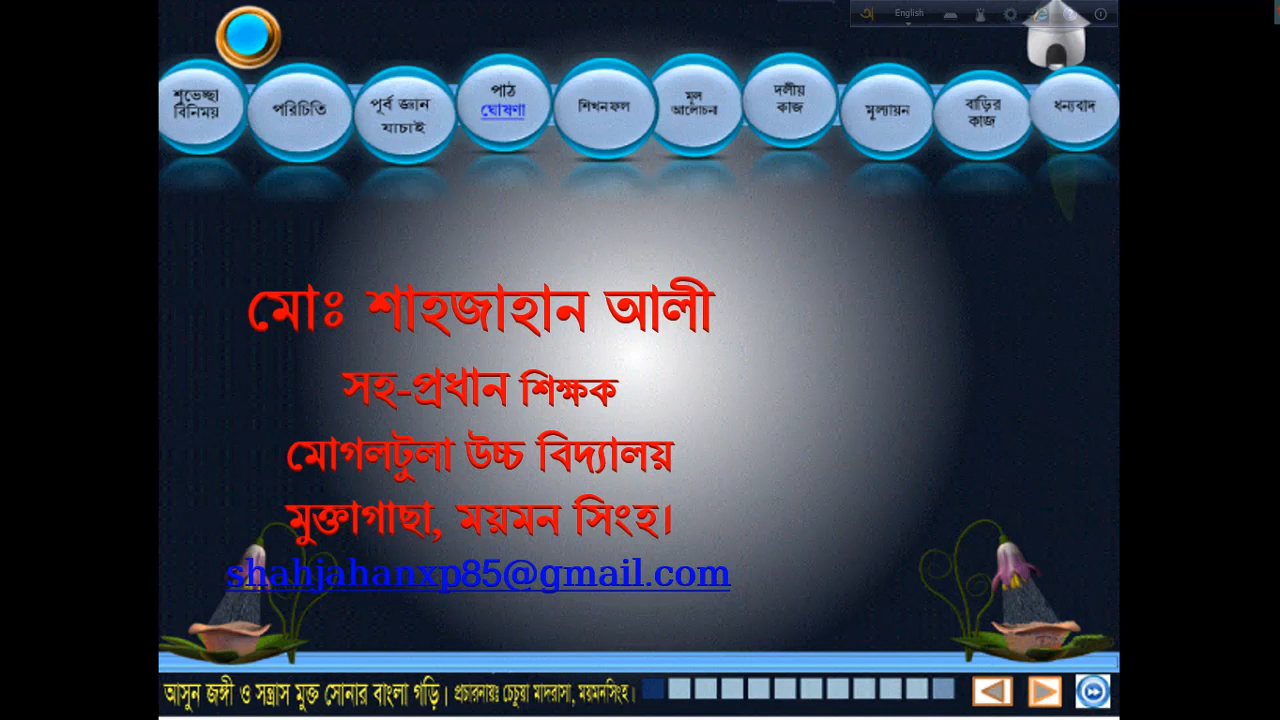 English
শুভেচ্ছা
বিনিময়
পরিচিতি
পূর্ব জ্ঞান
যাচাই
পাঠ
ঘোষণা
শিখনফল
মূল
আলোচনা
দলীয়
কাজ
মূল্যায়ন
বাড়ির
কাজ
ধন্যবাদ
মোঃ শাহজাহান আলী
সহ-প্রধান শিক্ষক
মোগলটুলা উচ্চ বিদ্যালয়
মুক্তাগাছা, ময়মন সিংহ।
shahjahanxp85@gmail.com
আসুন জঙ্গী ও সন্ত্রাস মুক্ত সোনার বাংলা গড়ি। প্রচারনায়ঃ চেচুয়া মাদরাসা, ময়মনসিংহ।